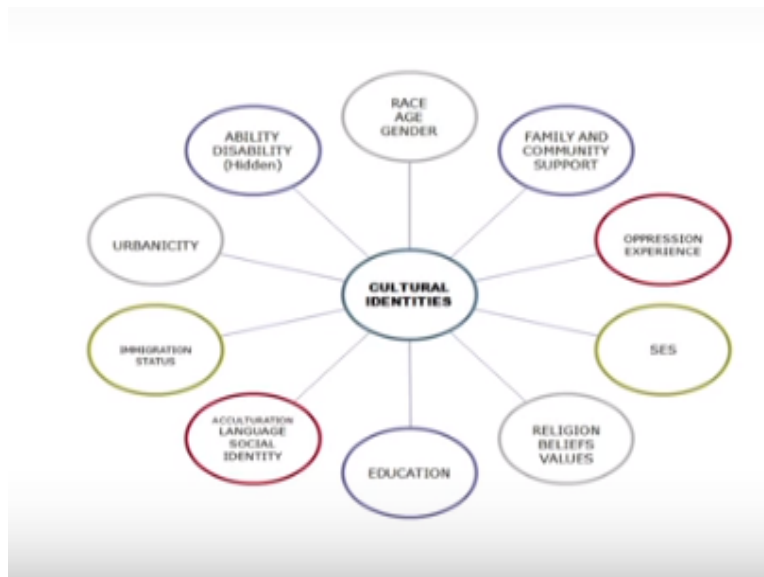 RACE
AGE
GENDER
FAMILY AND
COMMUNITY
SUPPORT
OPPRESSION
EXPERIENCE
SES
RELIGION
BELIEFS
VALUES
EDUCATION
ACCULTURATION
LANGUAGE
SOCIAL
IDENTITY
IMMIGRATION
STATUS
URBANICITY
ABILITY
DISABILITY
(Hidden)
CULTURAL
IDENTITIES